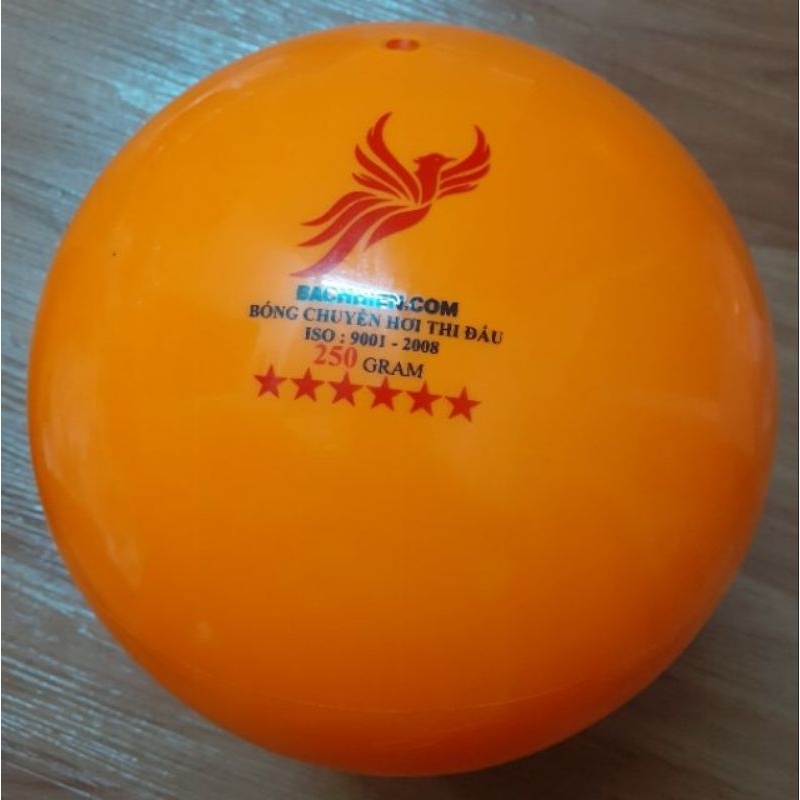 BÓNG CHUYỀN HƠI THI ĐẤU
ISO : 9001 - 2008
250 GRAM